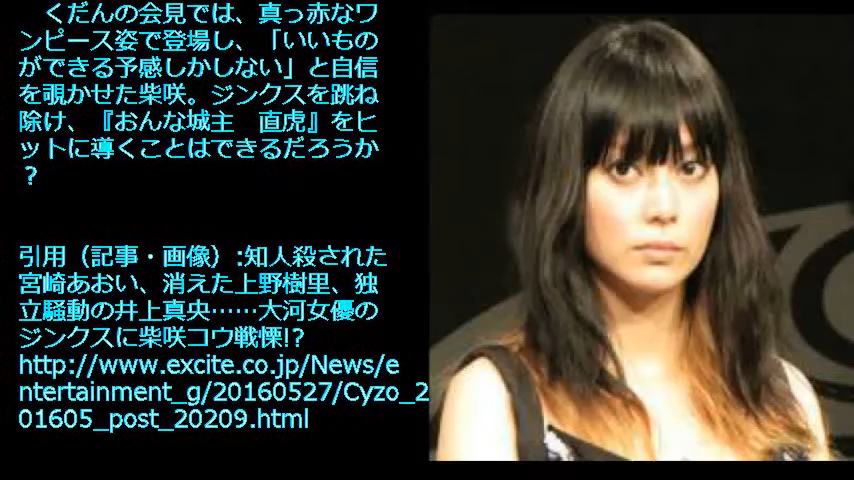 くだんの会見では、真っ赤なワ
ンピース姿で登場し、「いいもの
ができる予感しかしない」と自信
を覗かせた柴咲。ジンクスを跳ね
除け、『おんな城主　直虎』をヒ
ットに導くことはできるだろうか
？
引用（記事・画像）:知人殺された
宮崎あおい、消えた上野樹里、独
立騒動の井上真央……大河女優の
ジンクスに柴咲コウ戦慄!?
http://www.excite.co.jp/News/e
ntertainment_g/20160527/Cyzo_2
01605_post_20209.html